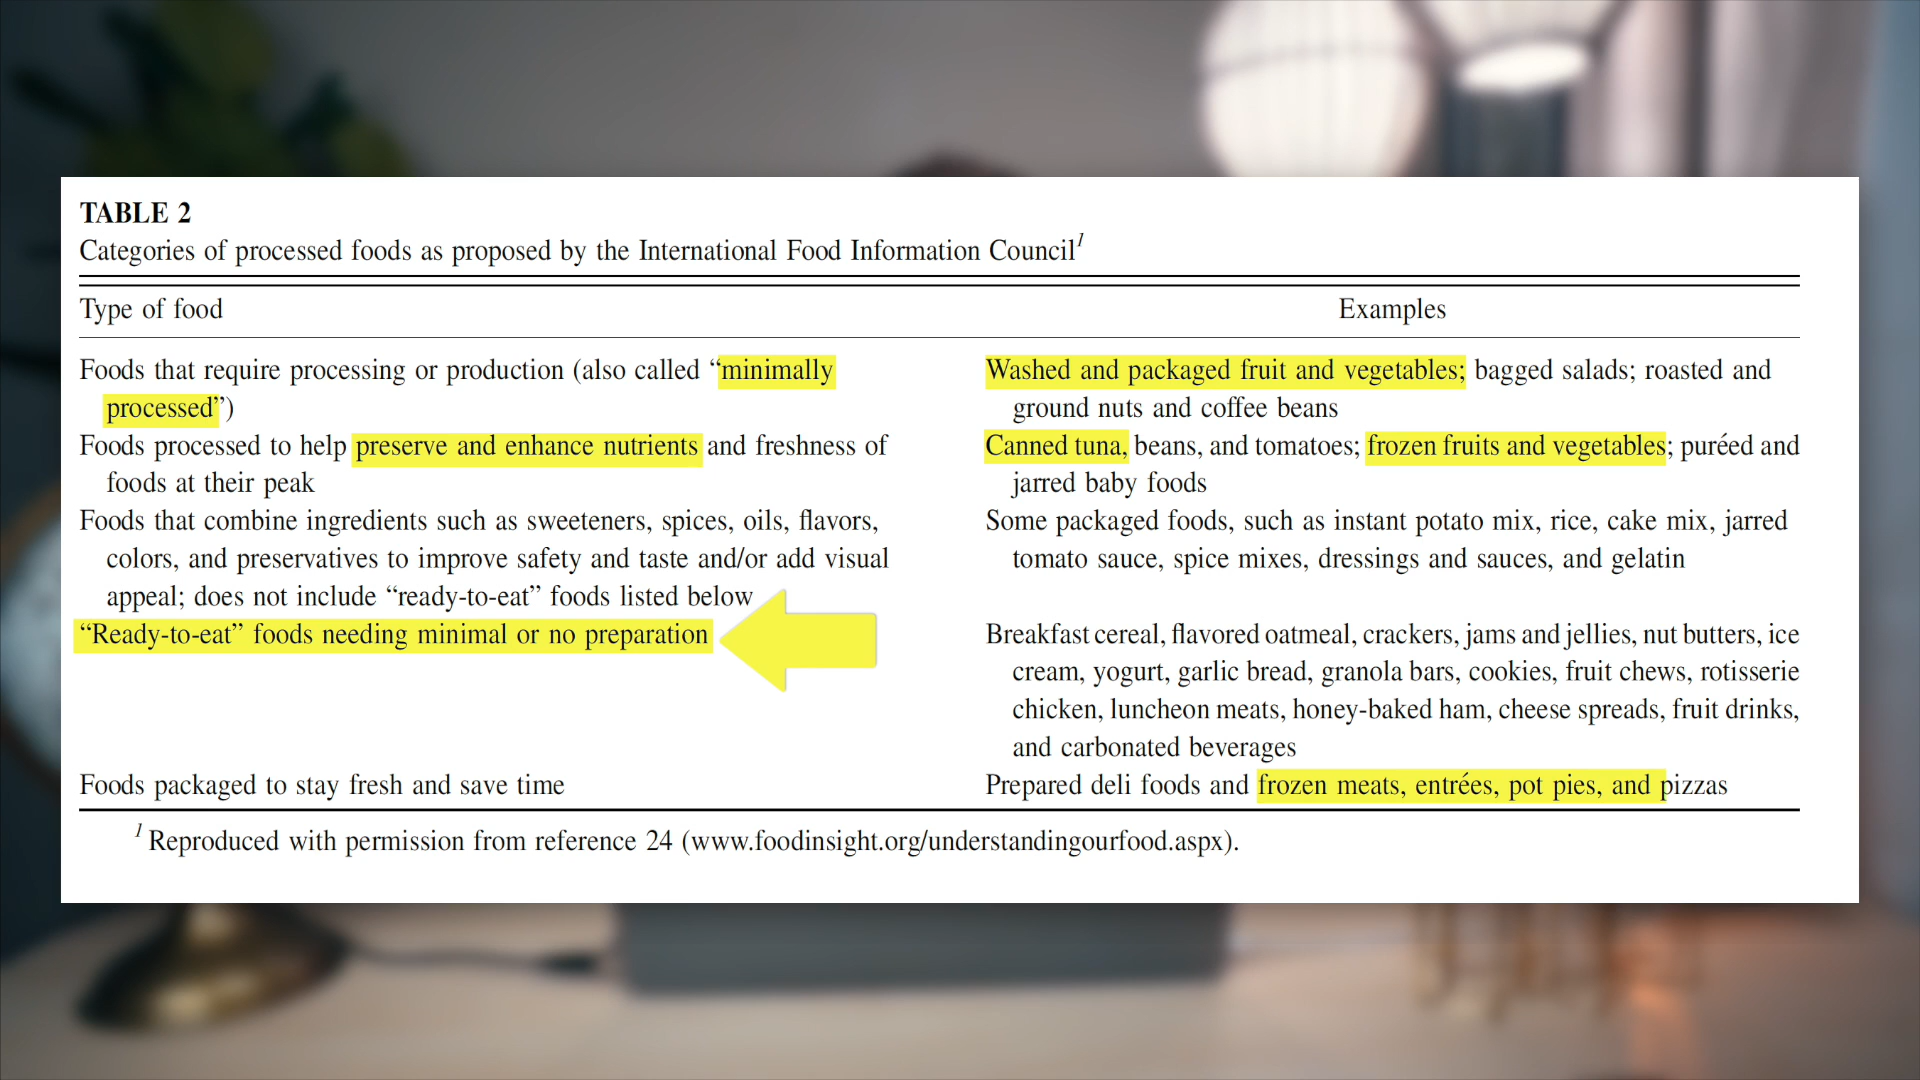 TABLE 2
Categories of processed foods as proposed by the International Food Information Council1
Type of food
Examples
Foods that require processing or production (also called “minimally
processed”)
Washed and packaged fruit and vegetables; bagged salads; roasted and
ground nuts and coffee beans
Foods processed to help preserve and enhance nutrients and freshness of
foods at their peak
Canned tuna, beans, and tomatoes; frozen fruits and vegetables; puréed and
jarred baby foods
Foods that combine ingredients such as sweeteners, spices, oils, flavors,
colors, and preservatives to improve safety and taste and/or add visual
appeal; does not include “ready-to-eat” foods listed below
Some packaged foods, such as instant potato mix, rice, cake mix, jarred
tomato sauce, spice mixes, dressings and sauces, and gelatin
“Ready-to-eat” foods needing minimal or no preparation
Breakfast cereal, flavored oatmeal, crackers, jams and jellies, nut butters, ice
cream, yogurt, garlic bread, granola bars, cookies, fruit chews, rotisserie
chicken, luncheon meats, honey-baked ham, cheese spreads, fruit drinks,
and carbonated beverages
Foods packaged to stay fresh and save time
Prepared deli foods and frozen meats, entrées, pot pies, and pizzas
1 Reproduced with permission from reference 24 (www.foodinsight.org/understandingourfood.aspx).